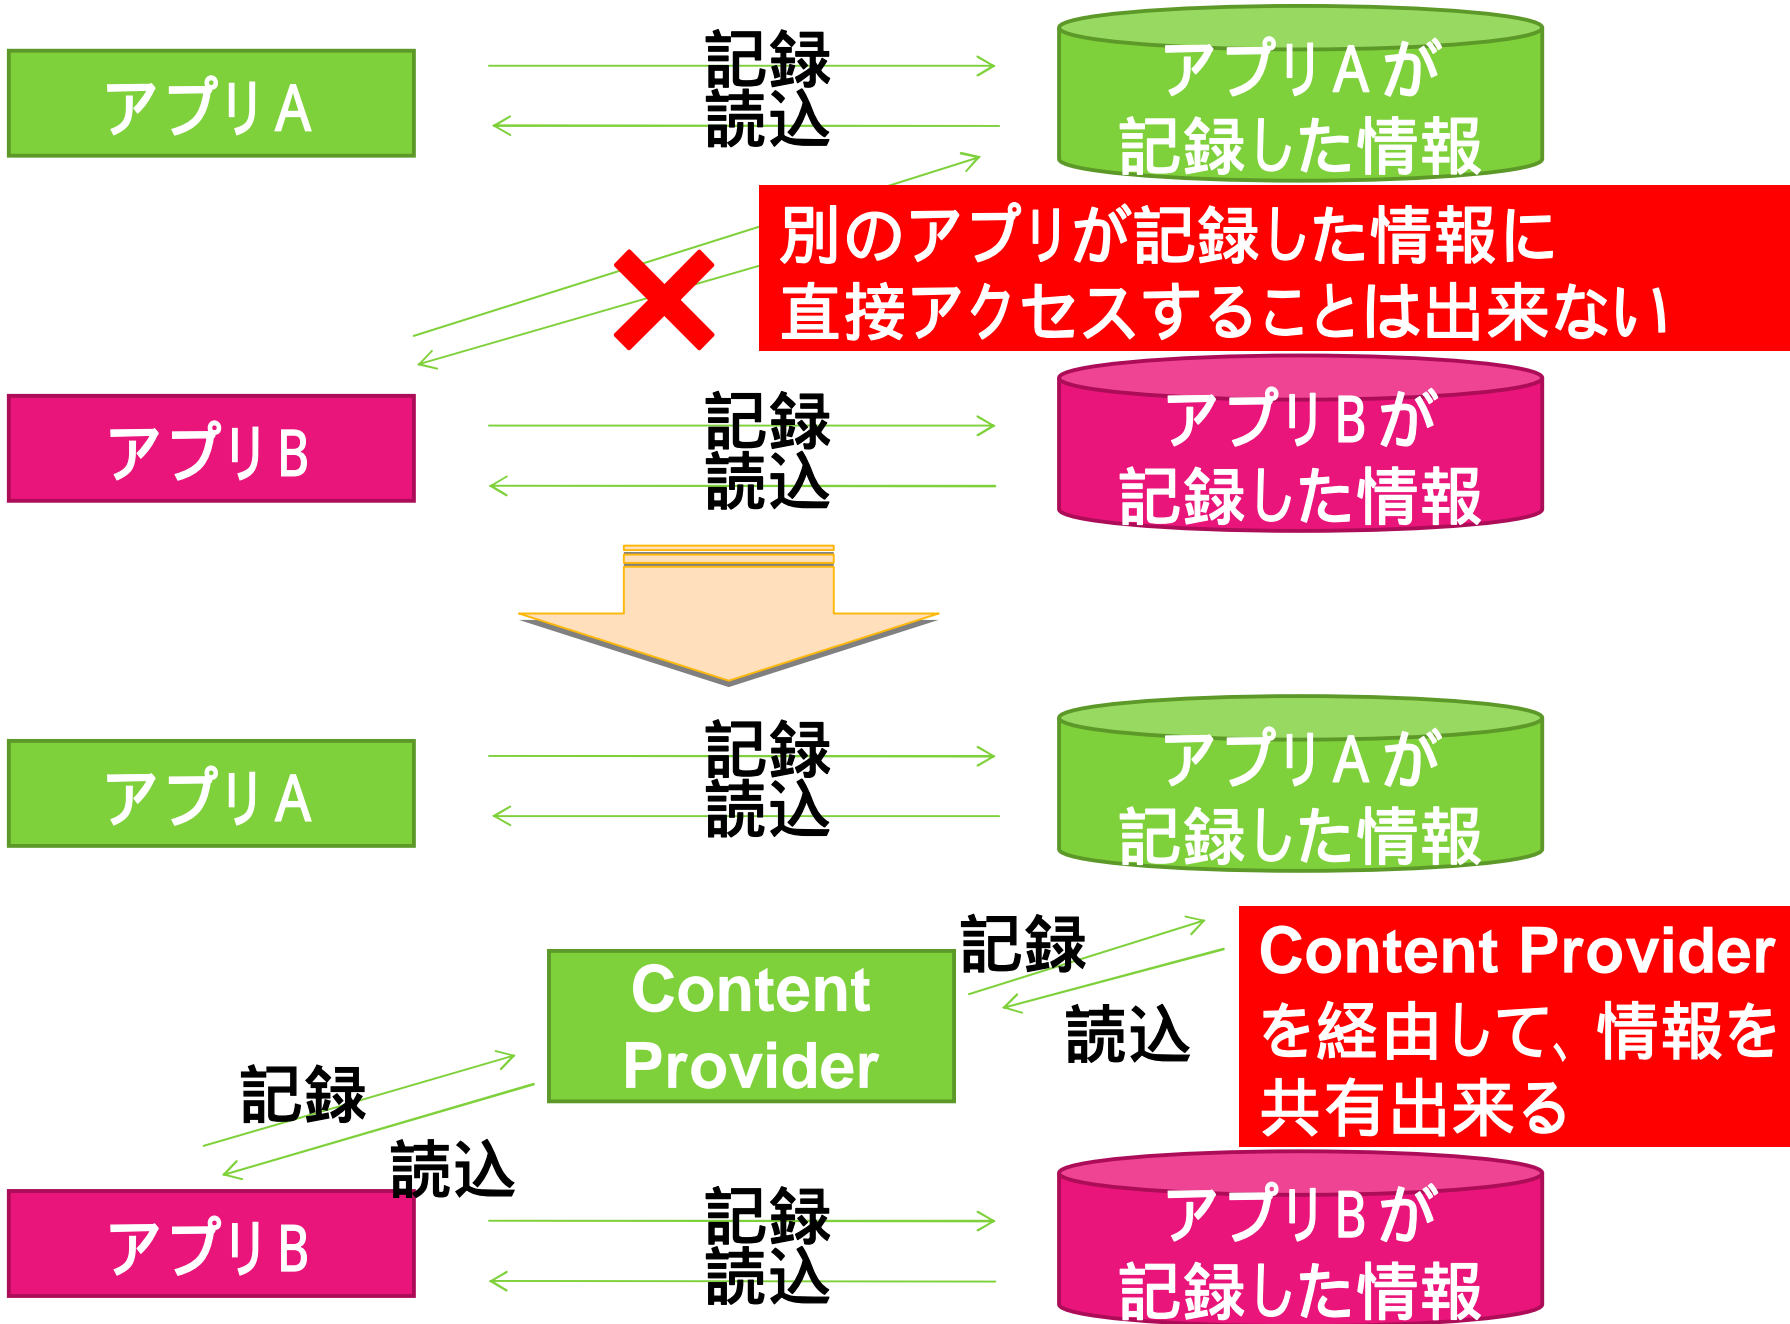 アプリA
記録
読込
アプリAが
記録した情報
別のアプリが記録した情報に
直接アクセスすることは出来ない
アプリB
記録
読込
アプリBが
記録した情報
アプリA
記録
読込
アプリAが
記録した情報
記録
読込
Content
Provider
Content Provider
を経由して、情報を
共有出来る
記録
読込
アプリB
記録
読込
アプリBが
記録した情報